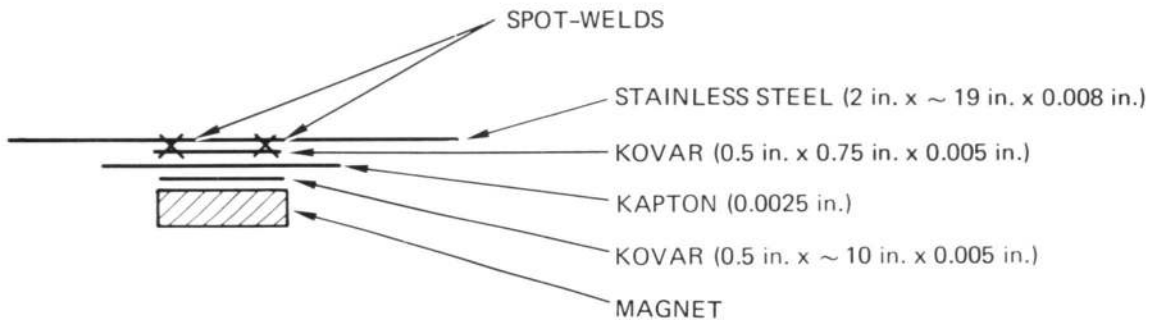 SPOT-WELDS
STAINLESS STEEL (2 in. x ~ 19 in. x 0.008 in.)
KOVAR (0.5 in. x 0.75 in. x 0.005 in.)
KAPTON (0.0025 in.)
KOVAR (0.5 in. x ~ 10 in. x 0.005 in.)
MAGNET